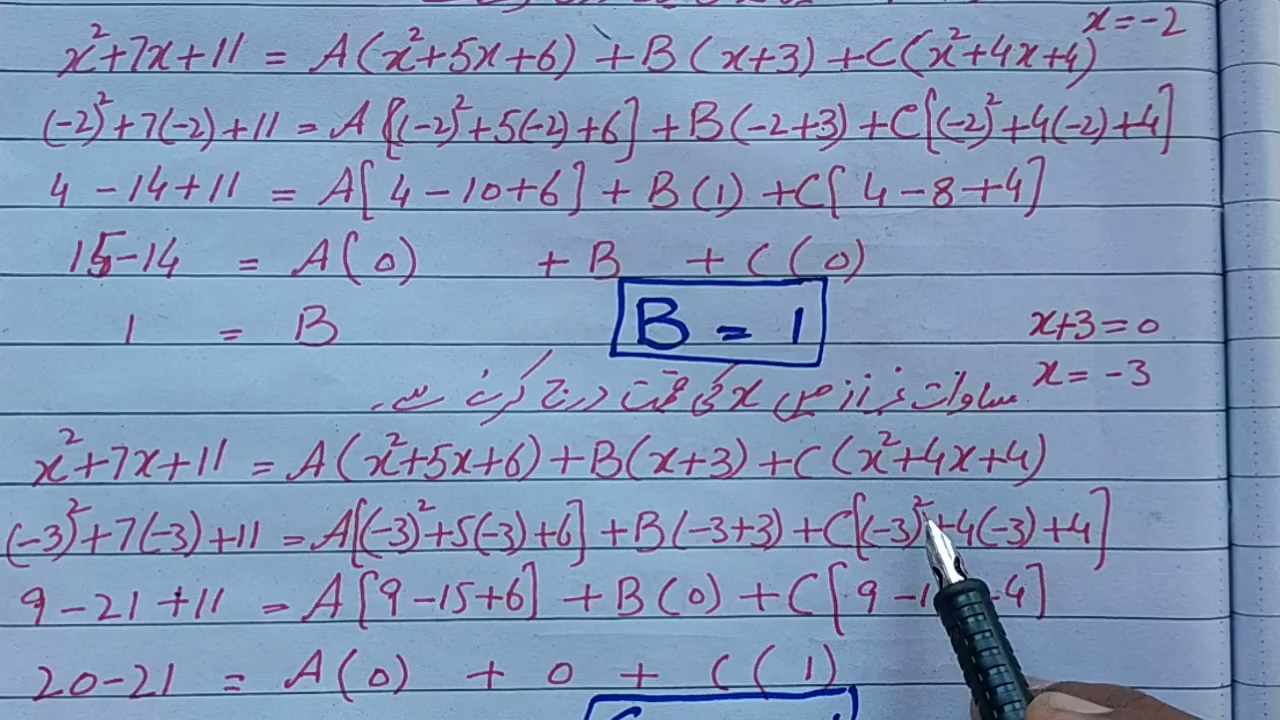 x = -2
x² + 7x + 11 = A(x² + 5x + 6) + B(x + 3) + C(x² + 4x + 4)
(-2)² + 7(-2) + 11 = A[(-2)² + 5(-2) + 6] + B(-2 + 3) + C[(-2)² + 4(-2) + 4]
4 - 14 + 11 = A[4 - 10 + 6] + B(1) + C[4 - 8 + 4]
15 - 14 = A(0) + B + C(0)
1 = B
B = 1
x + 3 = 0
x = -3
مساوات نمبر میں x کی قیمت درج کرنے سے
x² + 7x + 11 = A(x² + 5x + 6) + B(x + 3) + C(x² + 4x + 4)
(-3)² + 7(-3) + 11 = A[(-3)² + 5(-3) + 6] + B(-3 + 3) + C[(-3)² + 4(-3) + 4]
9 - 21 + 11 = A[9 - 15 + 6] + B(0) + C[9 - 1 4]
20 - 21 = A(0) + 0 + C(1)